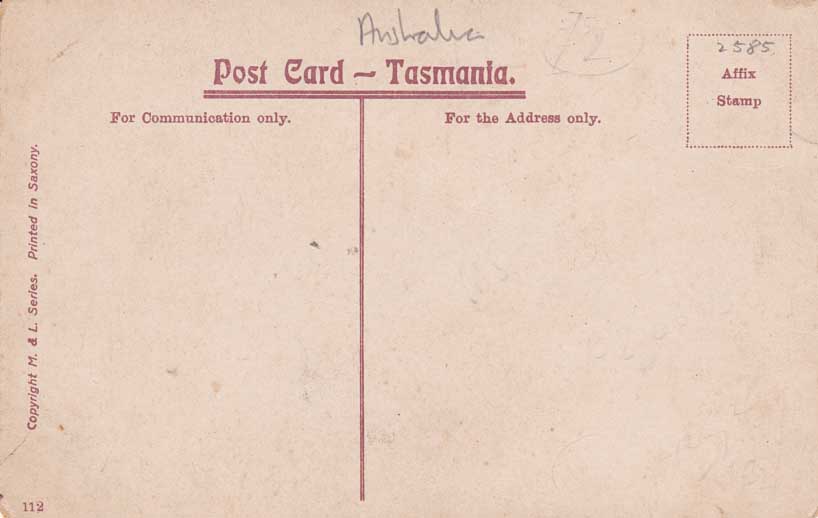 Australia
72
2585
Post Card – Tasmania.
Affix
Stamp
For Communication only.
For the Address only.
Copyright M. & L. Series. Printed in Saxony.
112